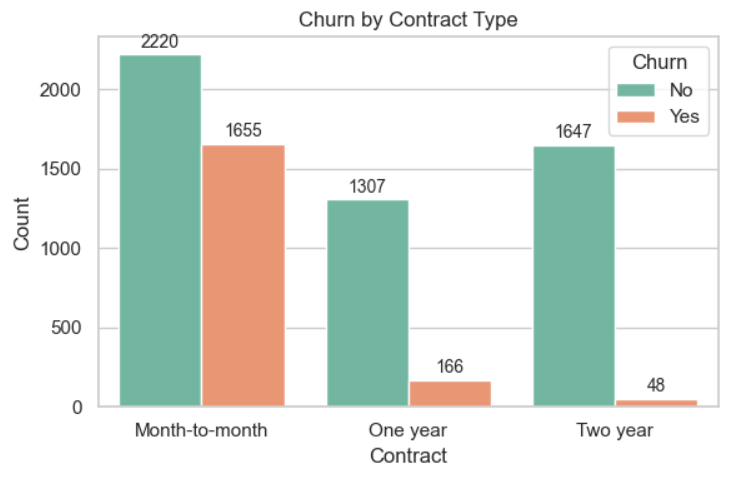 Churn by Contract Type
Churn
No
Yes
2220
1655
1307
166
1647
48
2000
1500
1000
500
0
Count
Month-to-month
One year
Two year
Contract